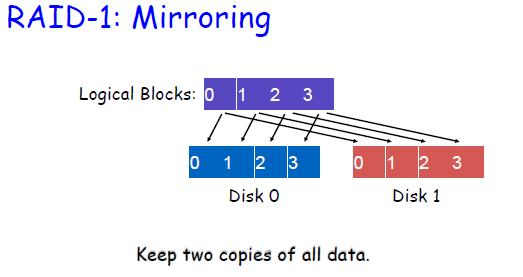 RAID-1: Mirroring
Logical Blocks: 0 1 2 3
0 1 2 3 0 1 2 3
Disk 0 Disk 1
Keep two copies of all data.